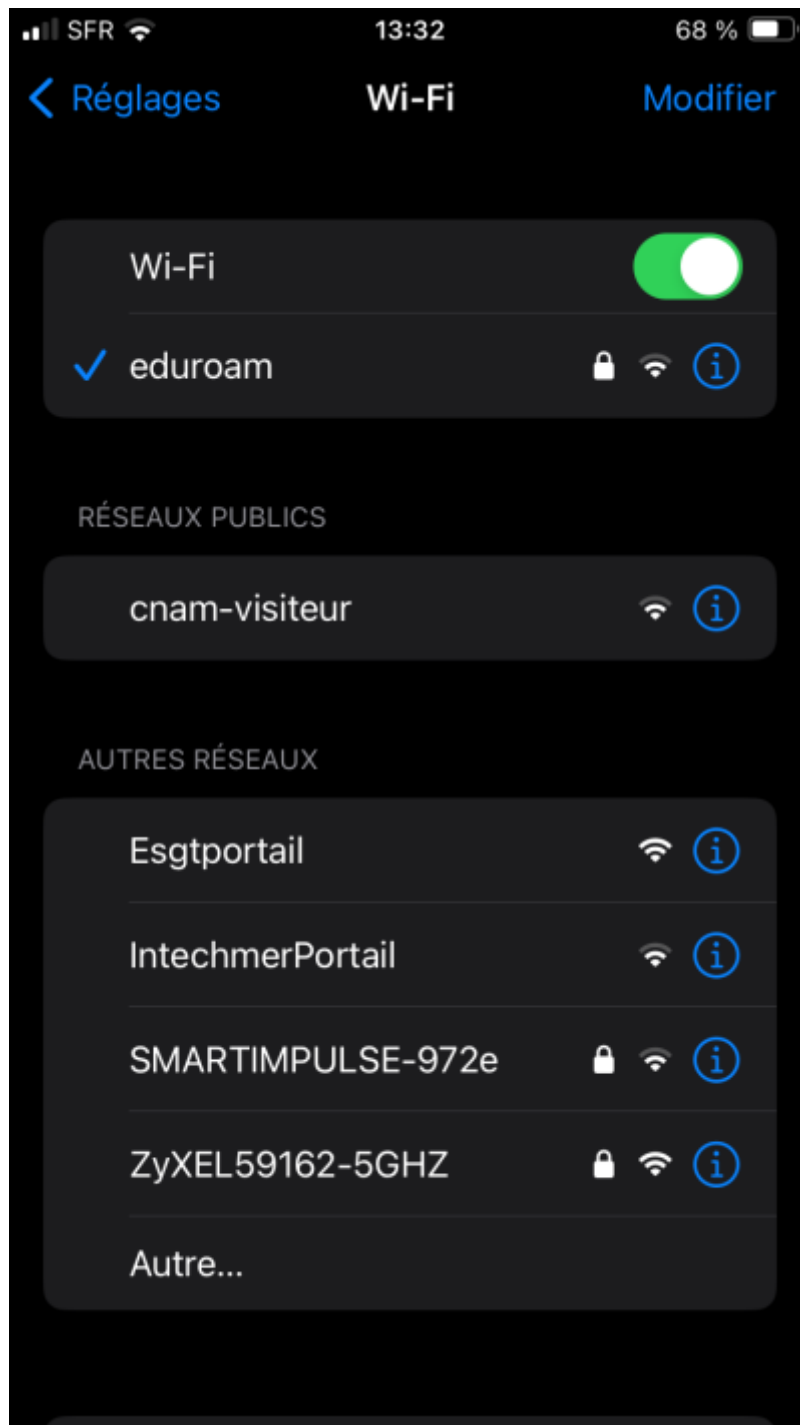 SFR 13:32 68 %
Réglages Wi-Fi Modifier
Wi-Fi
eduroam
RÉSEAUX PUBLICS
cnam-visiteur
AUTRES RÉSEAUX
Esgtportail
IntechmerPortail
SMARTIMPULSE-972e
ZyXEL59162-5GHZ
Autre...